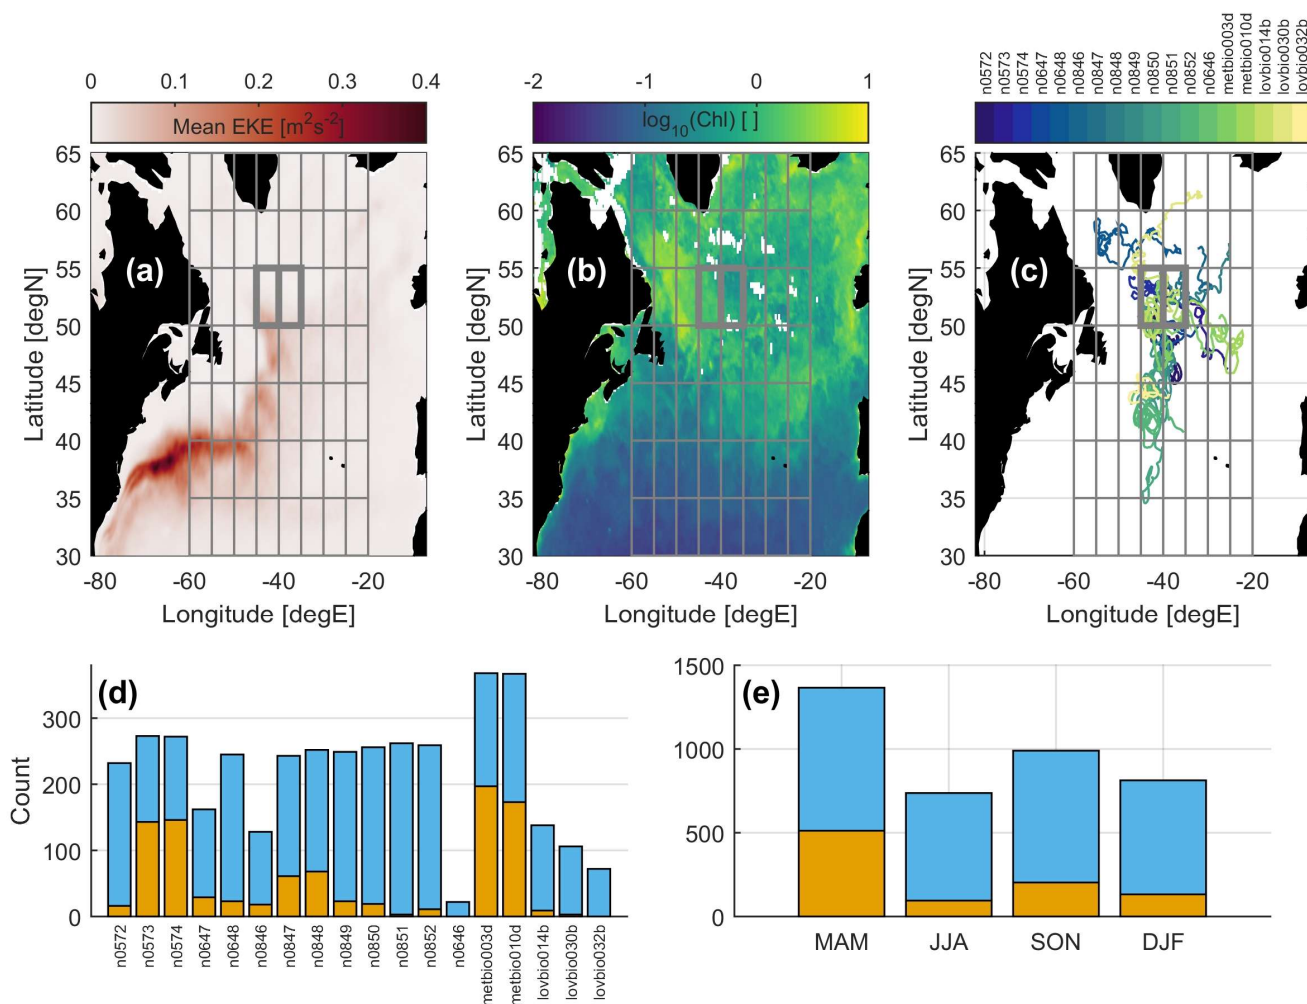 0 0.1 0.2 0.3 0.4
Mean EKE [m²s⁻²]
-2 -1 0 1
log₁₀(Chl) [ ]
n0572
n0573
n0574
n0647
n0648
n0846
n0847
n0848
n0849
n0850
n0851
n0852
n0646
metbio003d
metbio010d
lovbio014b
lovbio030b
lovbio032b
Latitude [degN]
65
60
55
50
45
40
35
30
(a)
-80 -60 -40 -20
Longitude [degE]
Latitude [degN]
65
60
55
50
45
40
35
30
(b)
-80 -60 -40 -20
Longitude [degE]
Latitude [degN]
65
60
55
50
45
40
35
30
(c)
-80 -60 -40 -20
Longitude [degE]
(d)
Count
300
200
100
0
n0572
n0573
n0574
n0647
n0648
n0846
n0847
n0848
n0849
n0850
n0851
n0852
n0646
metbio003d
metbio010d
lovbio014b
lovbio030b
lovbio032b
(e)
1500
1000
500
0
MAM JJA SON DJF